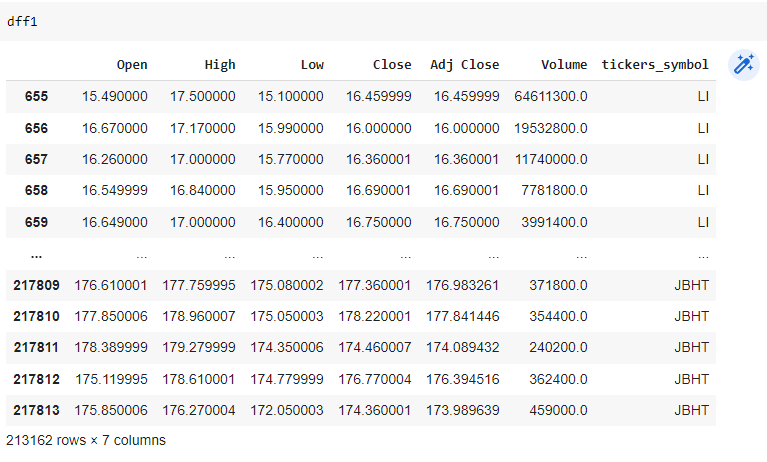 dff1
Open High Low Close Adj Close Volume tickers_symbol
655 15.490000 17.500000 15.100000 16.459999 16.459999 64611300.0 LI
656 16.670000 17.170000 15.990000 16.000000 16.000000 19532800.0 LI
657 16.260000 17.000000 15.770000 16.360001 16.360001 11740000.0 LI
658 16.549999 16.840000 15.950000 16.690001 16.690001 7781800.0 LI
659 16.649000 17.000000 16.400000 16.750000 16.750000 3991400.0 LI
... ... ... ... ... ... ... ...
217809 176.610001 177.759995 175.080002 177.360001 176.983261 371800.0 JBHT
217810 177.850006 178.960007 175.050003 178.220001 177.841446 354400.0 JBHT
217811 178.389999 179.279999 174.350006 174.460007 174.089432 240200.0 JBHT
217812 175.119995 178.610001 174.779999 176.770004 176.394516 362400.0 JBHT
217813 175.850006 176.270004 172.050003 174.360001 173.989639 459000.0 JBHT
213162 rows × 7 columns